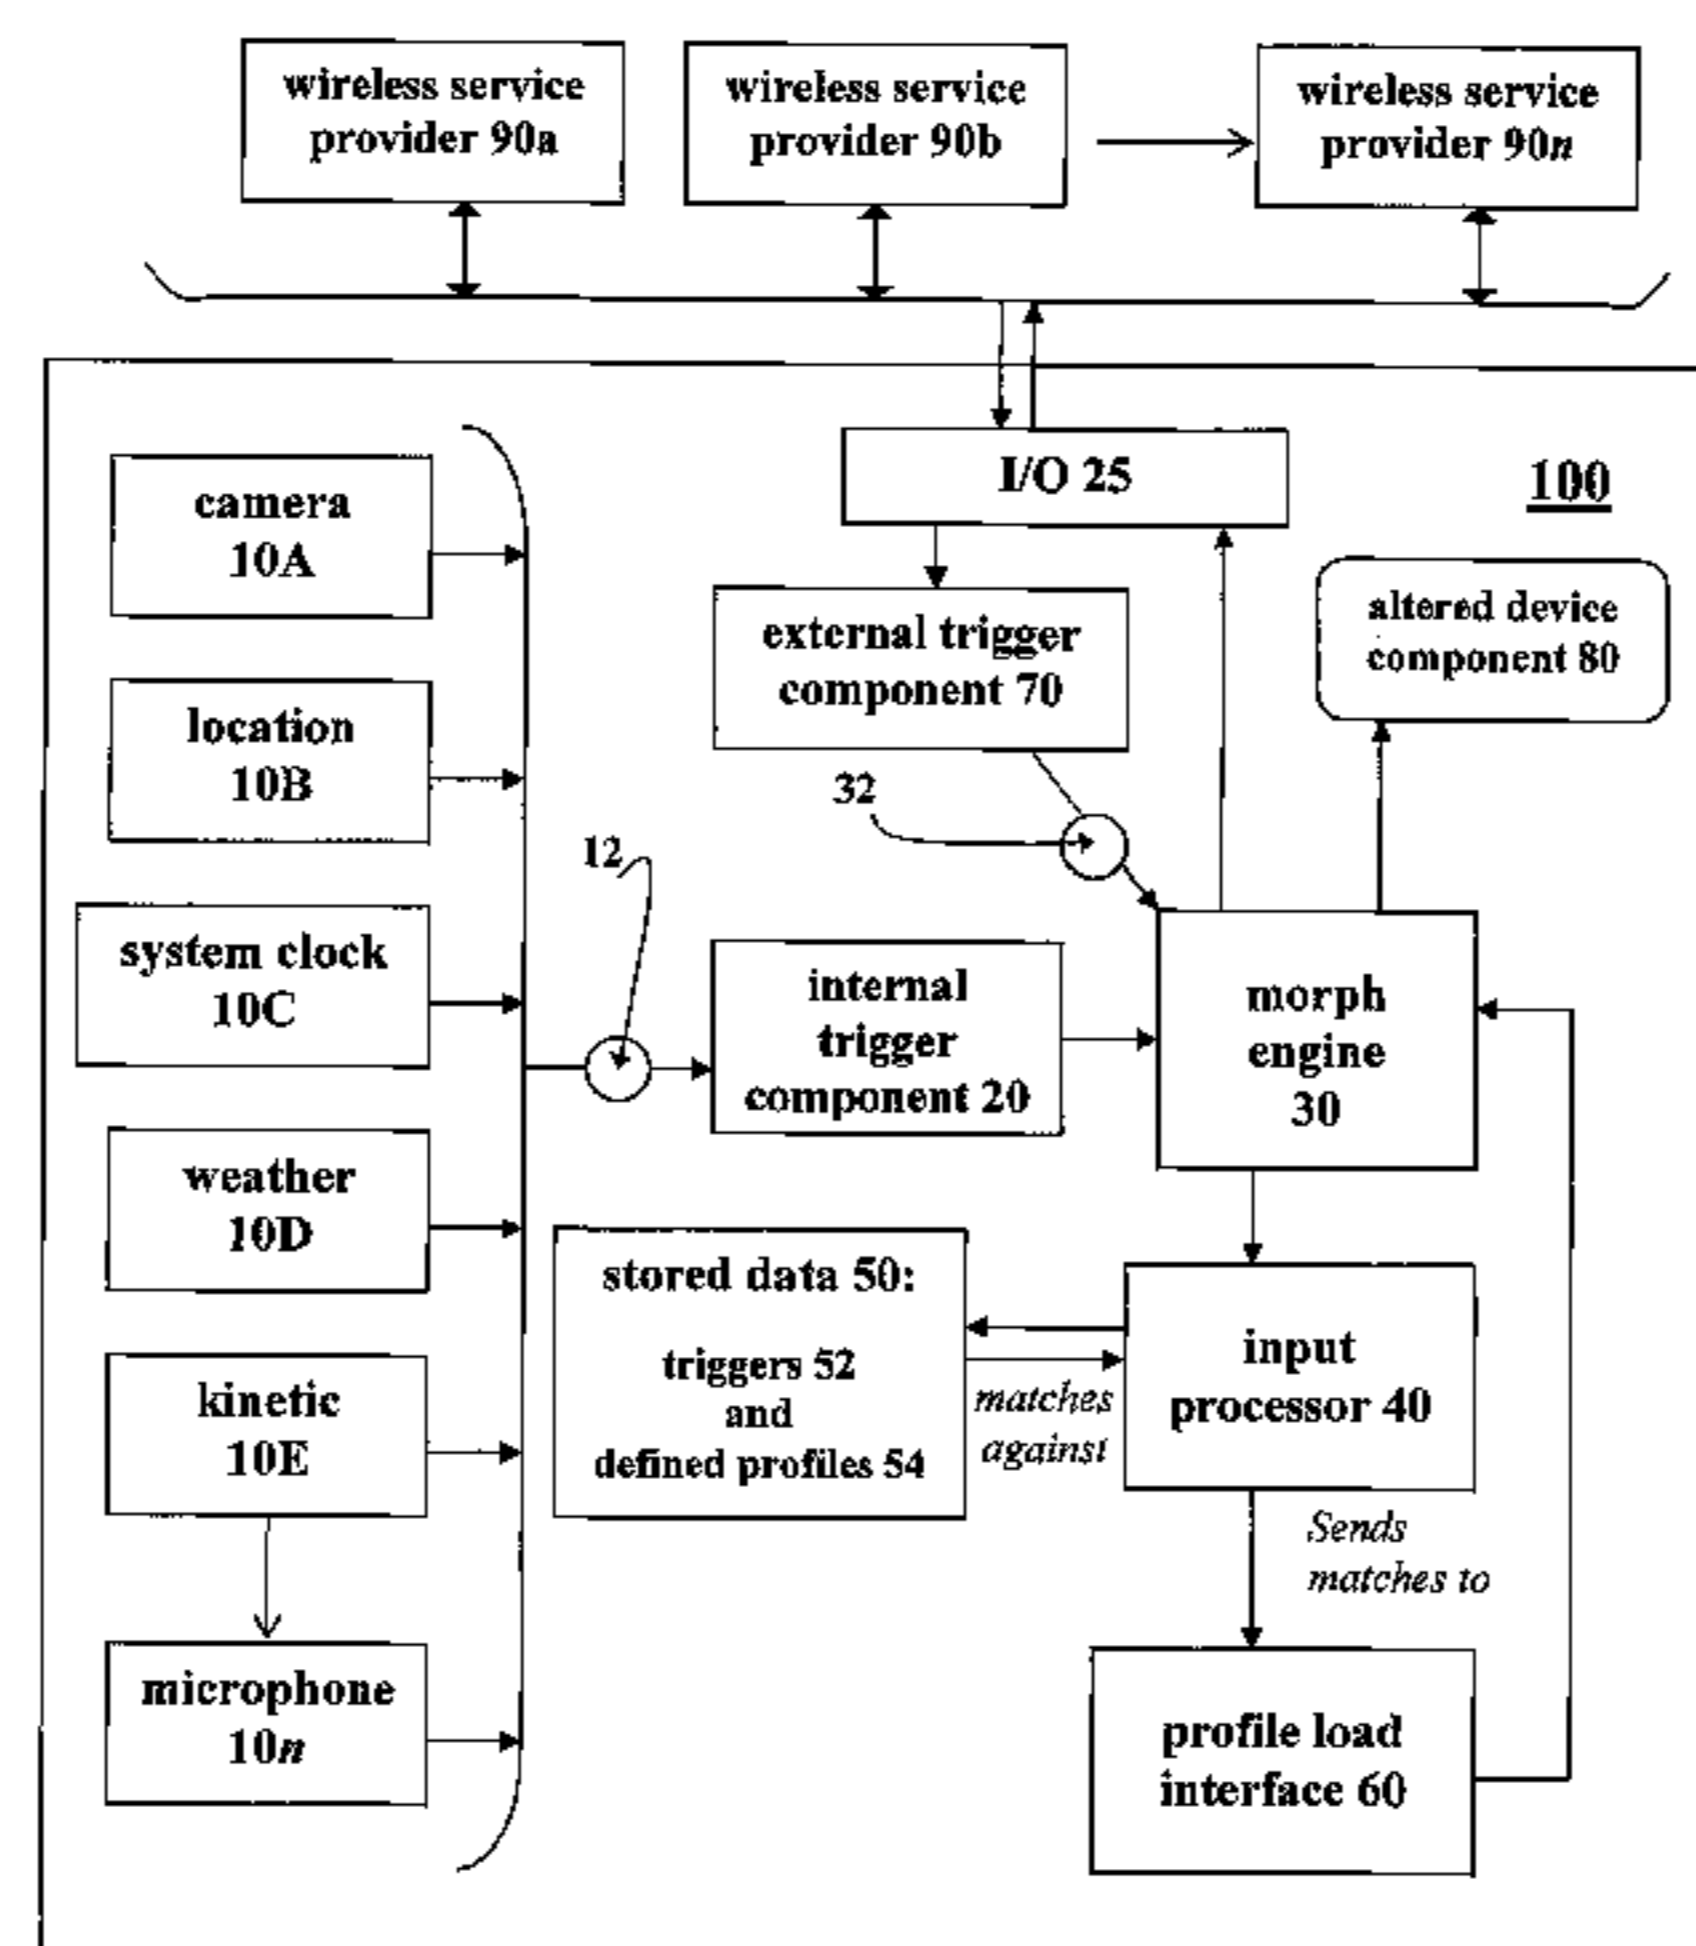 wireless service
provider 90a
wireless service
provider 90b
wireless service
provider 90n
I/O 25
100
camera
10A
external trigger
component 70
altered device
component 80
location
10B
32
12
system clock
10C
internal
trigger
component 20
morph
engine
30
weather
10D
stored data 50:
triggers 52
and
defined profiles 54
matches
against
input
processor 40
kinetic
10E
Sends
matches to
microphone
10n
profile load
interface 60